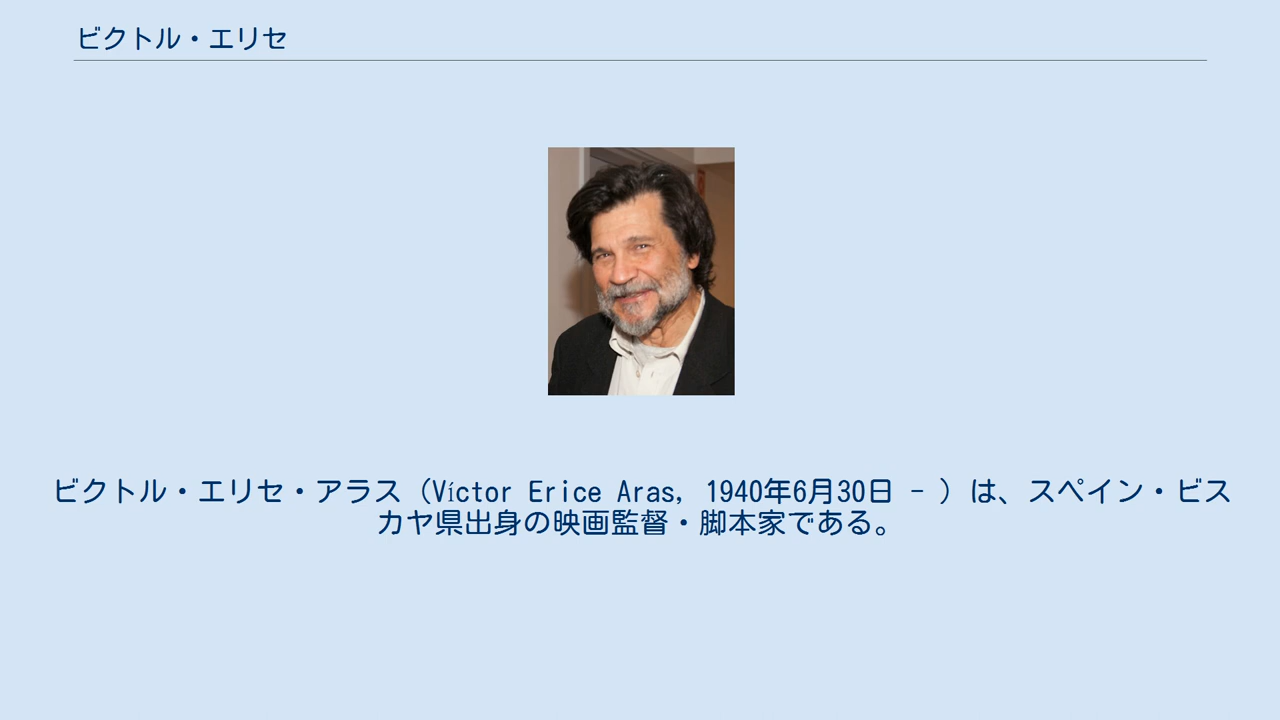 ビクトル・エリセ
ビクトル・エリセ・アラス（Víctor Erice Aras, 1940年6月30日 - ）は、スペイン・ビス
カヤ県出身の映画監督・脚本家である。